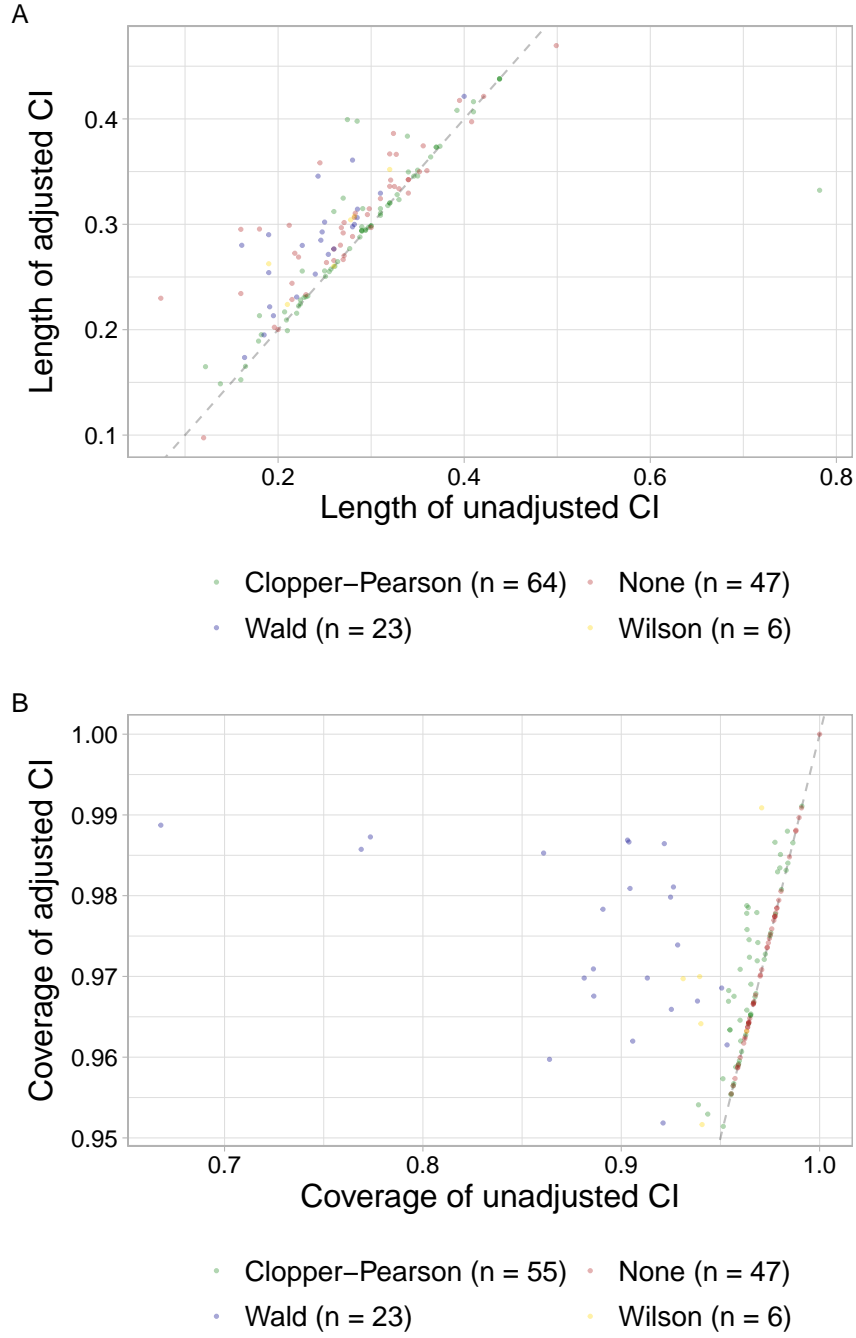 A
Length of adjusted CI
0.4
0.3
0.2
0.1
0.2 0.4 0.6 0.8
Length of unadjusted CI
Clopper−Pearson (n = 64) None (n = 47)
Wald (n = 23) Wilson (n = 6)
B
Coverage of adjusted CI
1.00
0.99
0.98
0.97
0.96
0.95
0.7 0.8 0.9 1.0
Coverage of unadjusted CI
Clopper−Pearson (n = 55) None (n = 47)
Wald (n = 23) Wilson (n = 6)